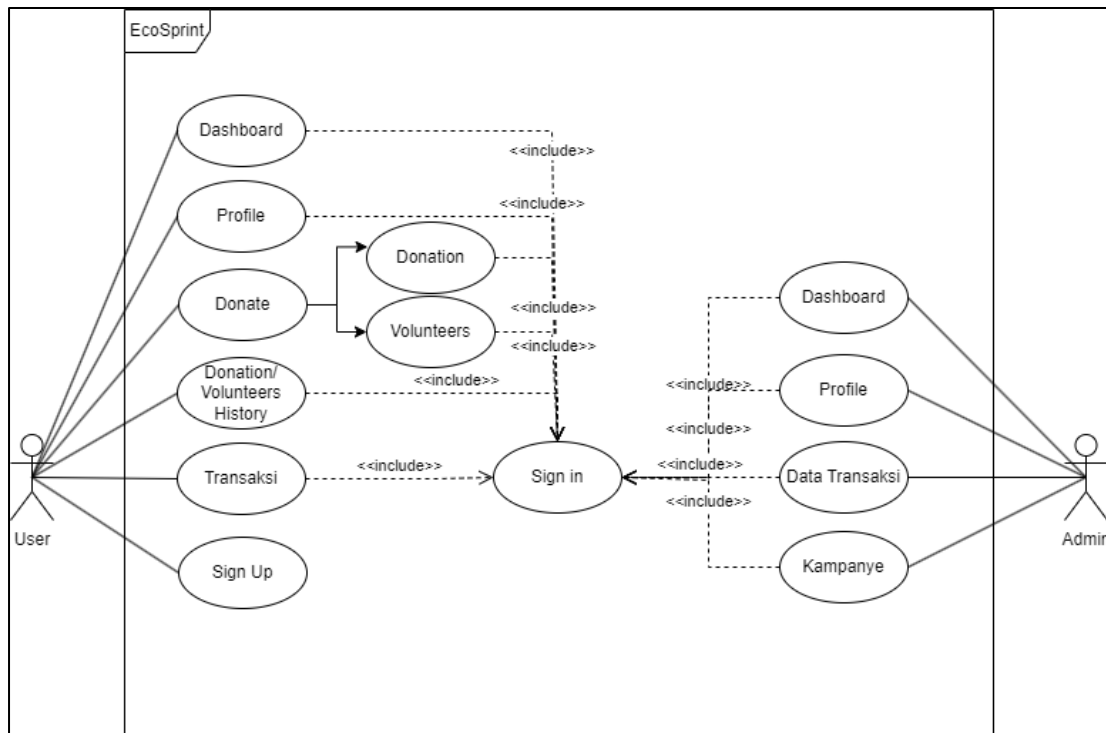 EcoSprint
Dashboard
<<include>>
Profile
<<include>>
Donation
Donate
<<include>>
Volunteers
<<include>>
Donation/
Volunteers
History
<<include>>
Transaksi
<<include>>
Sign in
Sign Up
User
Dashboard
<<include>>
Profile
<<include>>
<<include>>
Data Transaksi
<<include>>
Kampanye
Admin